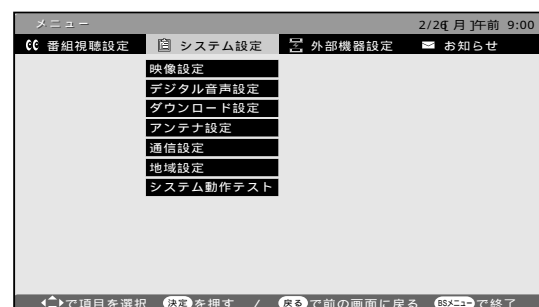 メニュー 2/26[月]午前 9:00
番組視聴設定 システム設定 外部機器設定 お知らせ
映像設定
デジタル音声設定
ダウンロード設定
アンテナ設定
通信設定
地域設定
システム動作テスト
で項目を選択 決定を押す / 戻るで前の画面に戻る BSメニューで終了